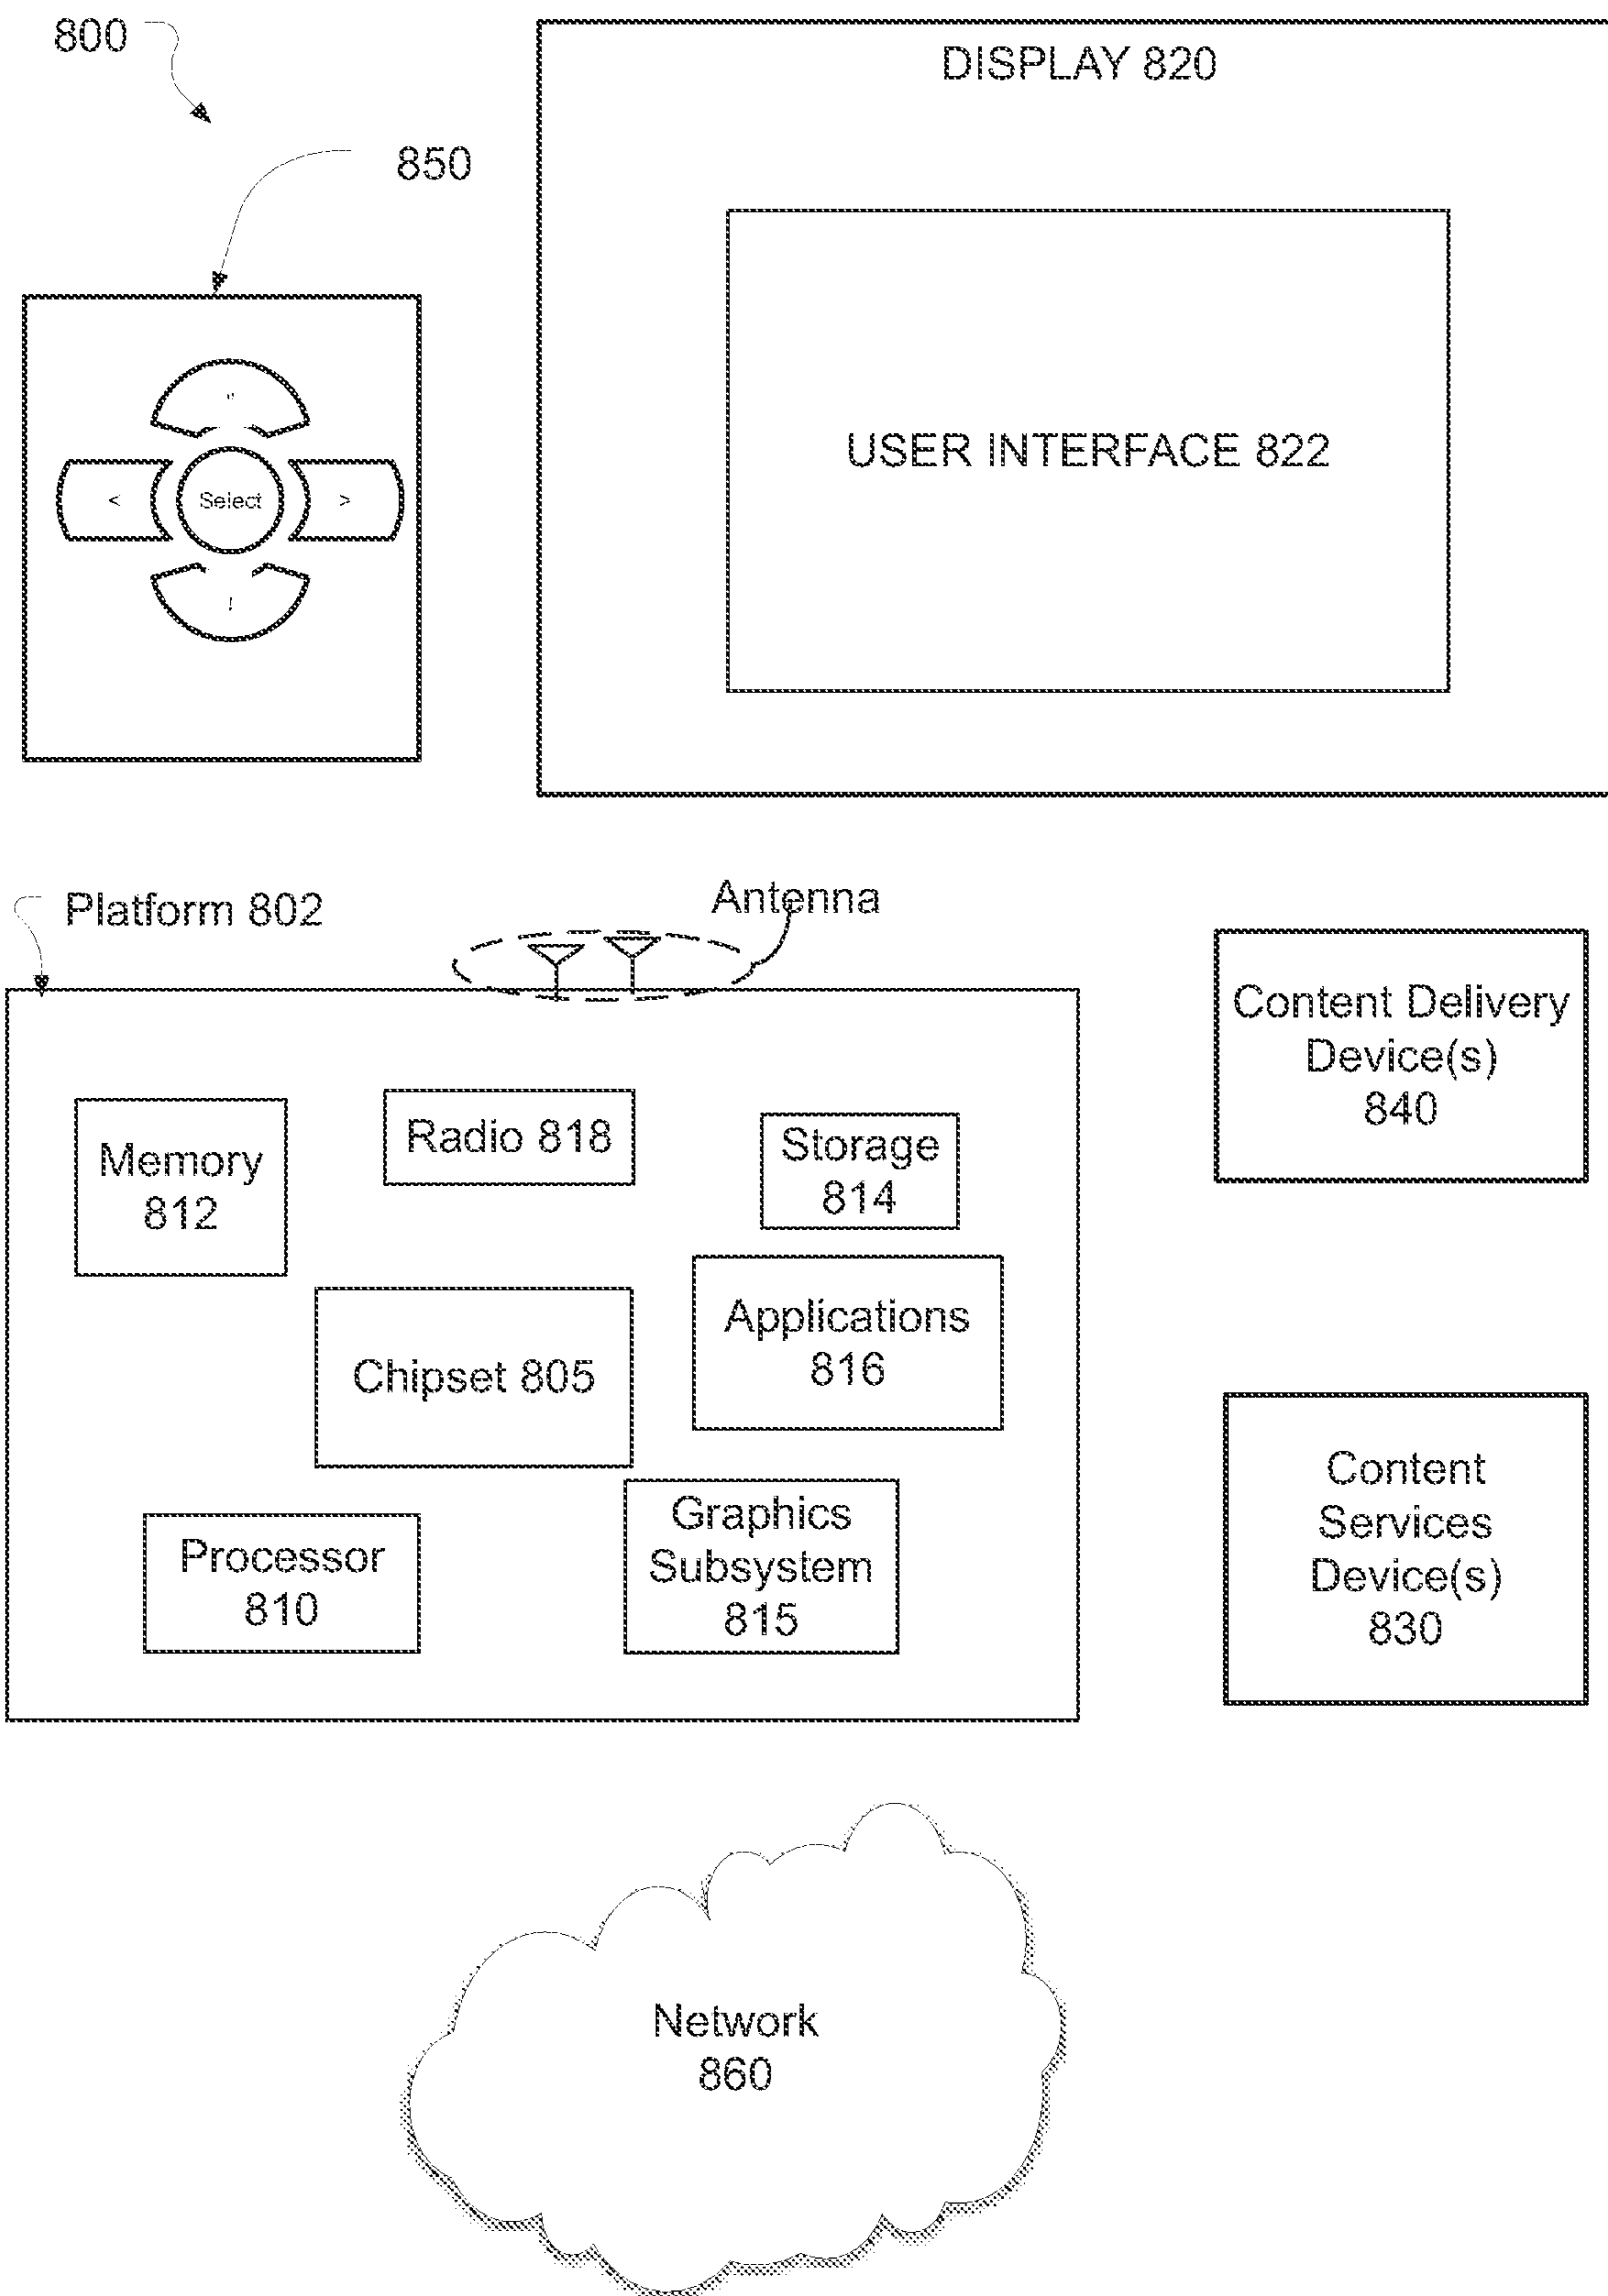 800
DISPLAY 820
850
USER INTERFACE 822
<
Select
>
Platform 802
Antenna
Content Delivery
Device(s)
840
Memory
812
Radio 818
Storage
814
Chipset 805
Applications
816
Processor
810
Graphics
Subsystem
815
Content
Services
Device(s)
830
Network
860